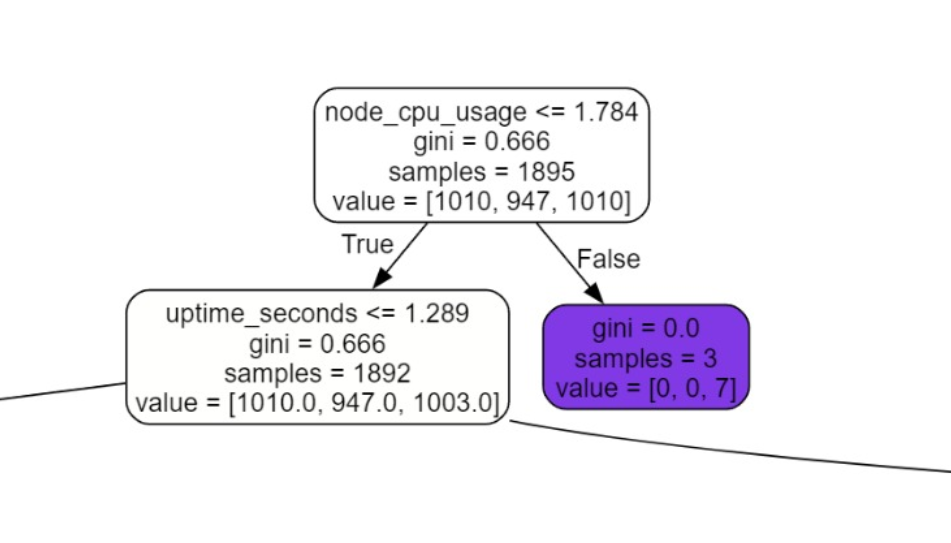 node_cpu_usage <= 1.784
gini = 0.666
samples = 1895
value = [1010, 947, 1010]
True
False
uptime_seconds <= 1.289
gini = 0.666
samples = 1892
value = [1010.0, 947.0, 1003.0]
gini = 0.0
samples = 3
value = [0, 0, 7]